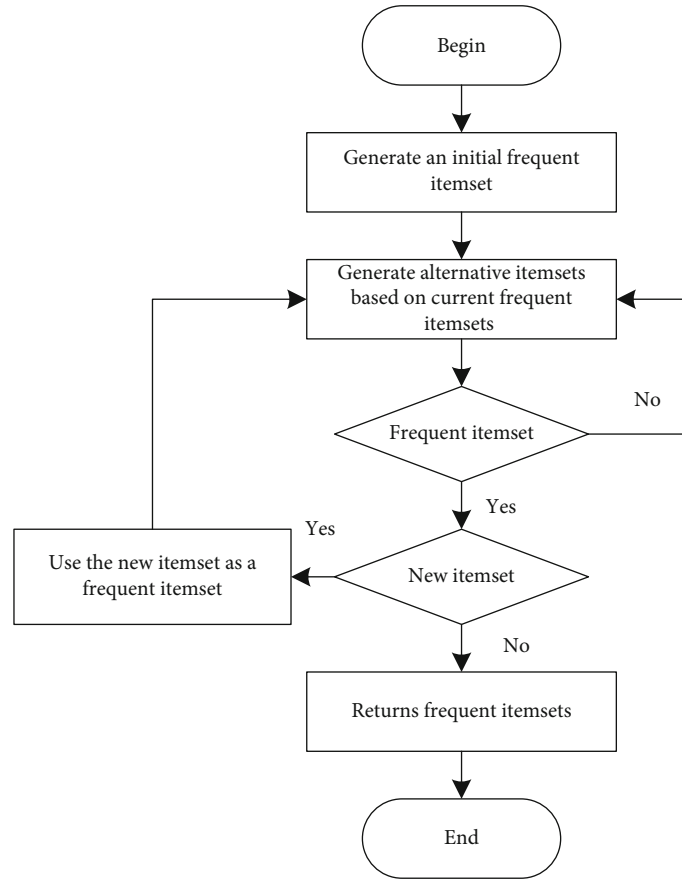 Begin
Generate an initial frequent
itemset
Generate alternative itemsets
based on current frequent
itemsets
No
Frequent itemset
Yes
Yes
Use the new itemset as a
frequent itemset
New itemset
No
Returns frequent itemsets
End